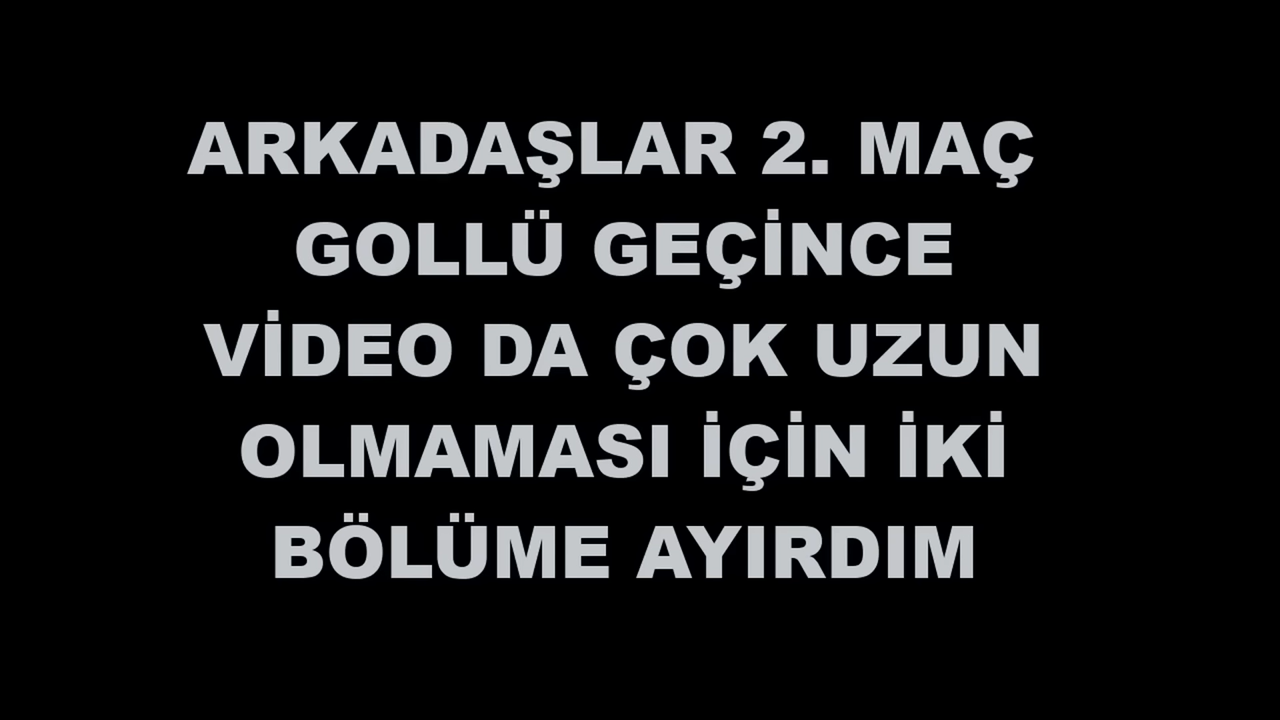 ARKADAŞLAR 2. MAÇ
GOLLÜ GEÇİNCE
VİDEO DA ÇOK UZUN
OLMAMASI İÇİN İKİ
BÖLÜME AYIRDIM